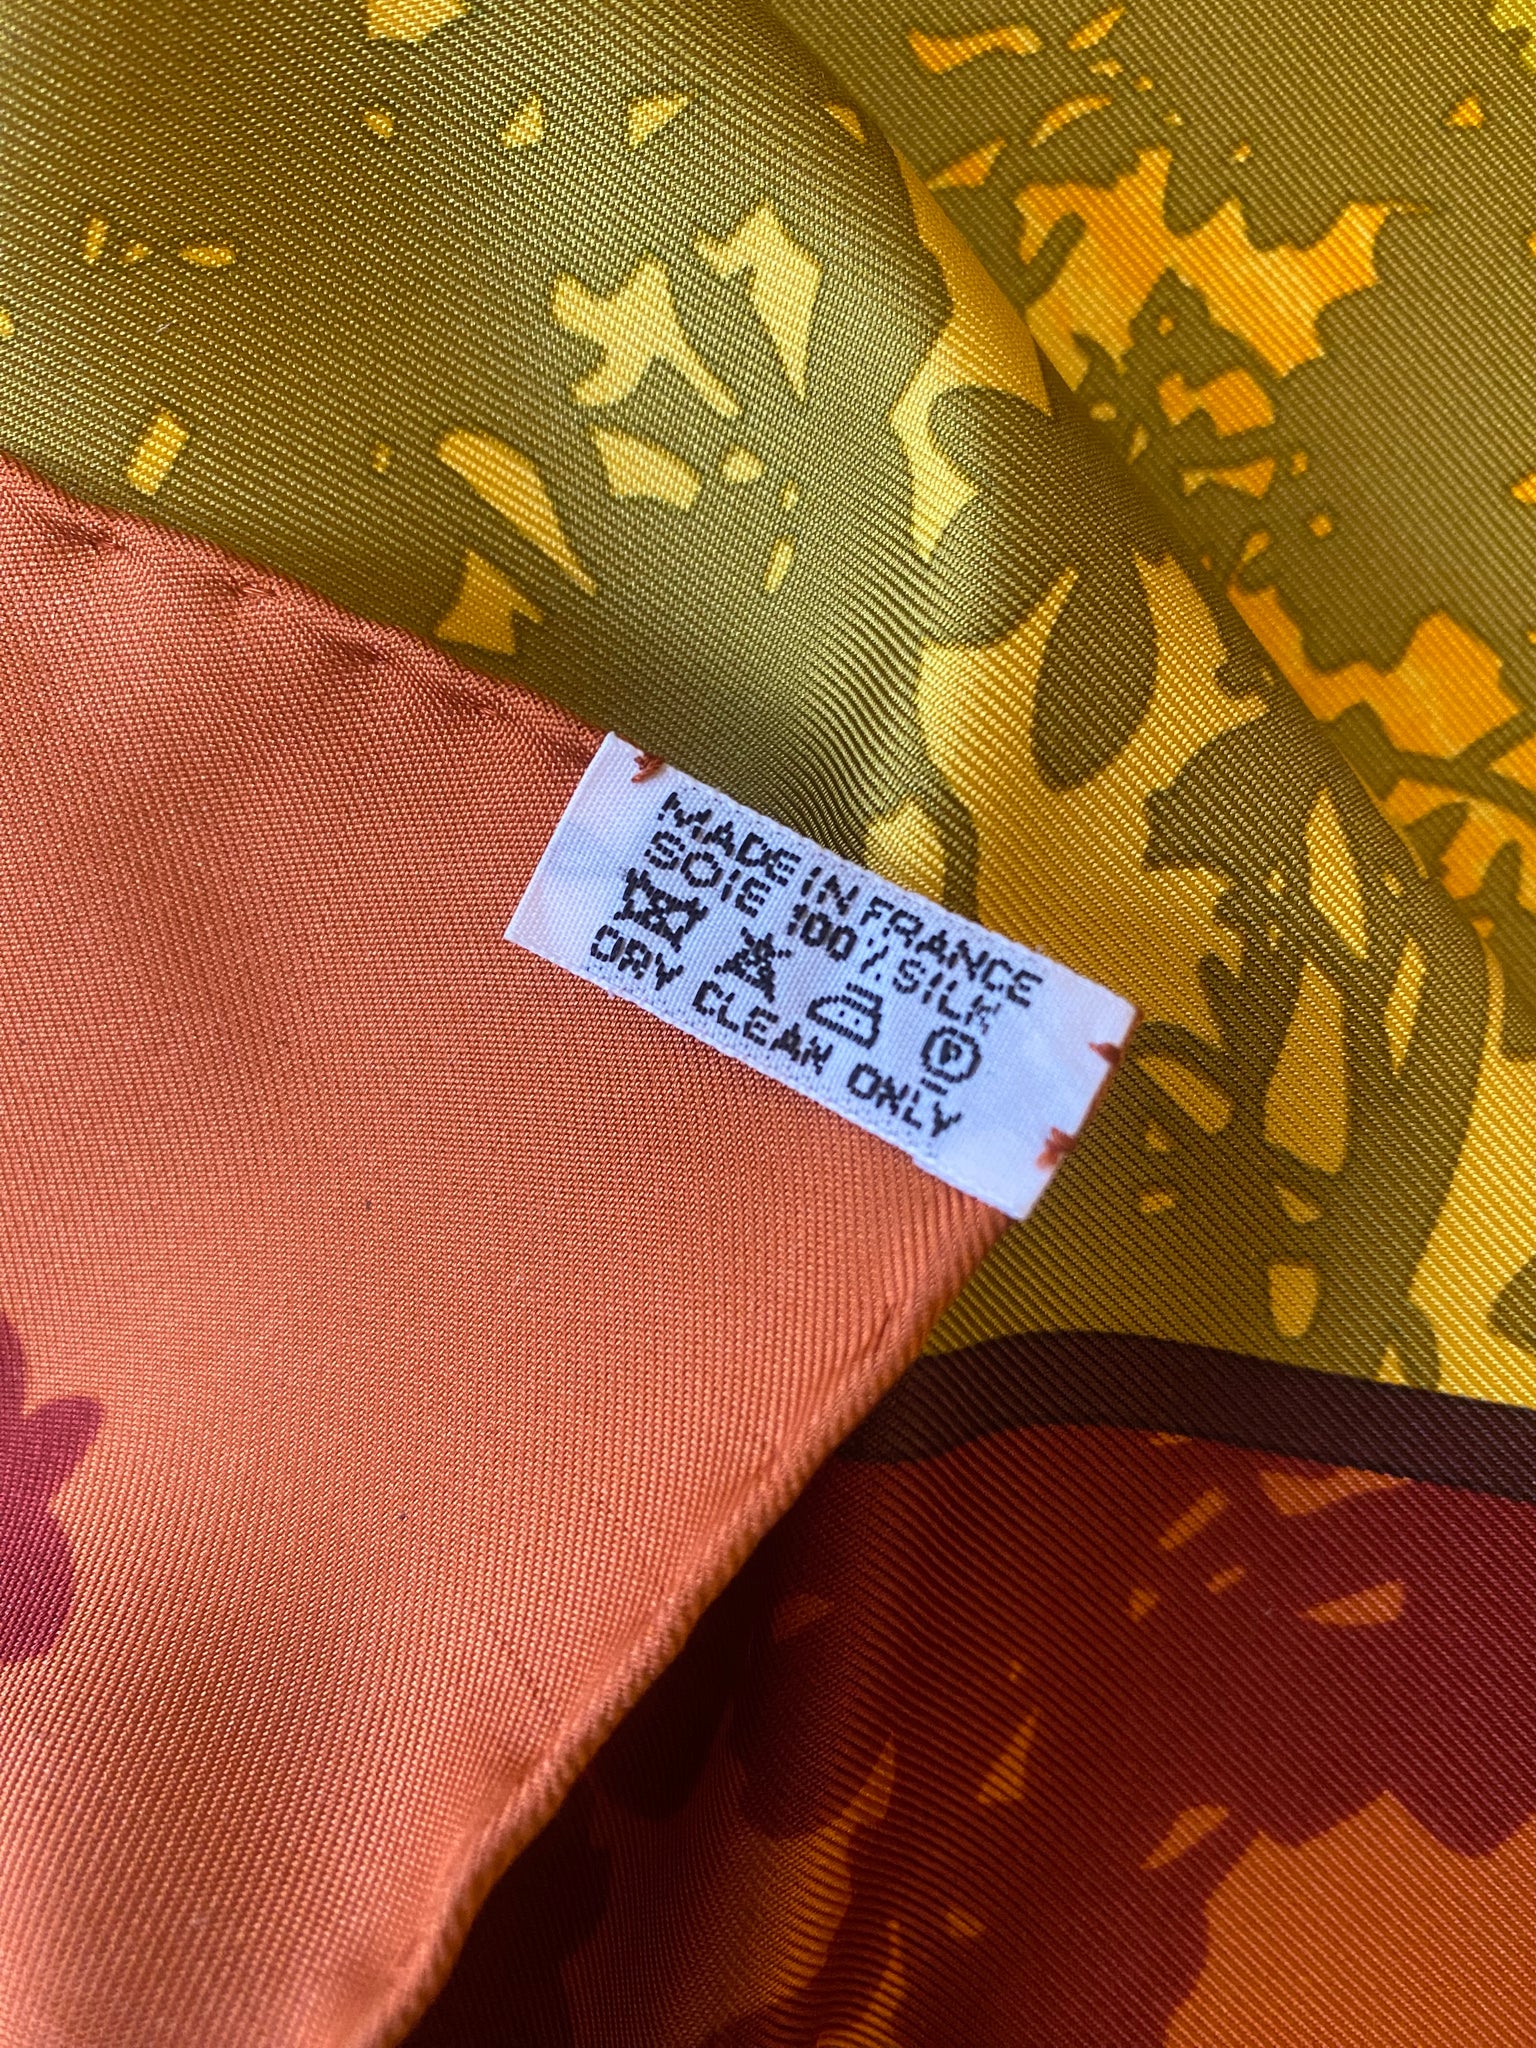 MADE IN FRANCE
SOIE 100% SILK
P
DRY CLEAN ONLY